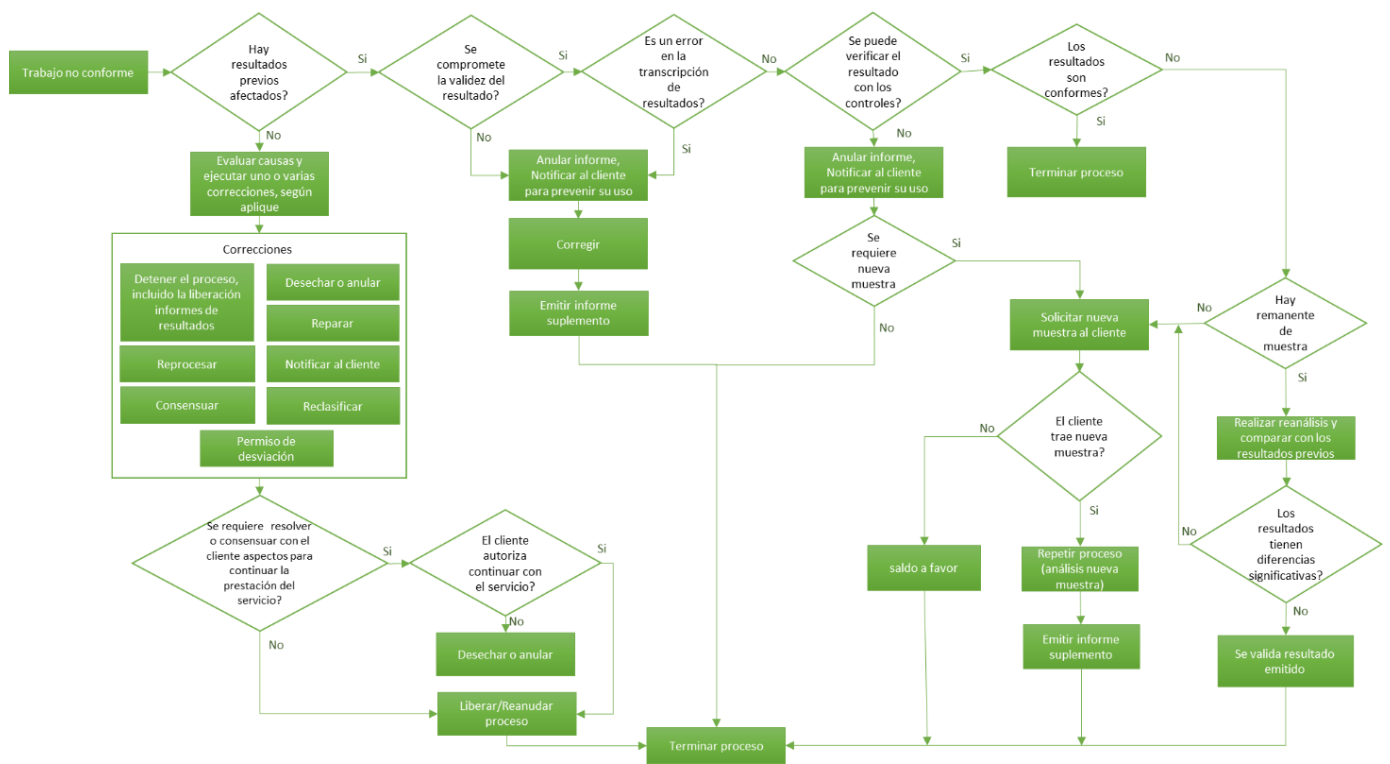 Trabajo no conforme
Hay
resultados
previos
afectados?
Si
No
Se
compromete
la validez del
resultado?
Si
No
Es un error
en la
transcripción
de
resultados?
No
Si
Se puede
verificar el
resultado
con los
controles?
Si
No
Los
resultados
son
conformes?
No
Si
Evaluar causas y
ejecutar uno o varias
correcciones, según
aplique
Anular informe,
Notificar al cliente
para prevenir su uso
Anular informe,
Notificar al cliente
para prevenir su uso
Terminar proceso
Correcciones
Detener el proceso,
incluido la liberación
informes de
resultados
Desechar o anular
Reparar
Reprocesar
Notificar al cliente
Consensuar
Reclasificar
Permiso de
desviación
Corregir
Emitir informe
suplemento
Se
requiere
nueva
muestra
Si
No
Solicitar nueva
muestra al cliente
No
Hay
remanente
de
muestra
Si
El cliente
trae nueva
muestra?
No
Si
Realizar reanálisis y
comparar con los
resultados previos
Los
resultados
tienen
diferencias
significativas?
No
No
Se requiere resolver
o consensuar con el
cliente aspectos para
continuar la
prestación del
servicio?
Si
No
El cliente
autoriza
continuar con
el servicio?
Si
No
Desechar o anular
saldo a favor
Repetir proceso
(análisis nueva
muestra)
Emitir informe
suplemento
Se valida resultado
emitido
Liberar/Reanudar
proceso
Terminar proceso